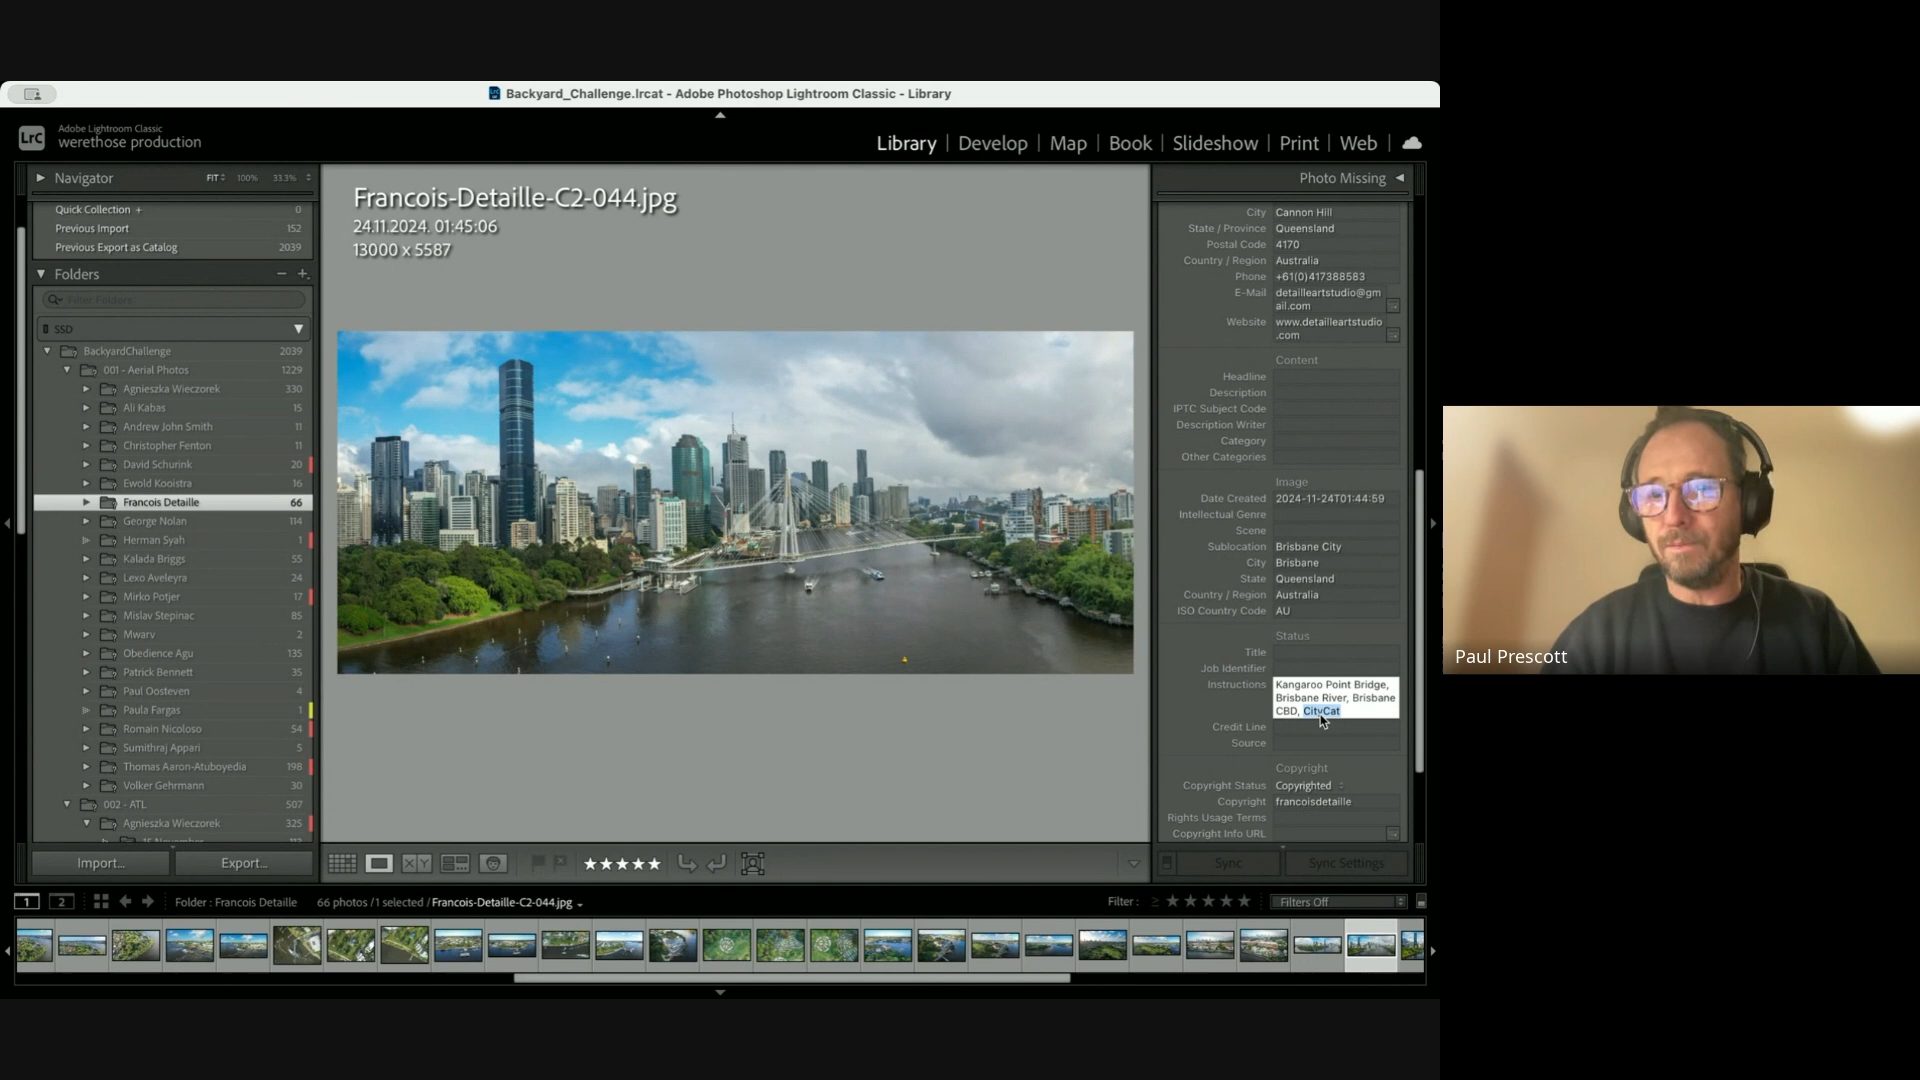 Backyard_Challenge.lrcat - Adobe Photoshop Lightroom Classic - Library
LrC
Adobe Lightroom Classic
werethose production
Library | Develop | Map | Book | Slideshow | Print | Web |
Navigator FIT 100% 33.3%
Quick Collection + 0
Previous Import 152
Previous Export as Catalog 2039
Folders
Filter Folders
SSD
BackyardChallenge 2039
001 - Aerial Photos 1229
Agnieszka Wieczorek 330
Ali Kabas 15
Andrew John Smith 11
Christopher Fenton 11
David Schurink 20
Ewold Kooistra 16
Francois Detaille 66
George Nolan 114
Herman Syah 1
Kalada Briggs 55
Lexo Aveleyra 24
Mirko Potjer 17
Mislav Stepinac 85
Mwarv 2
Obedience Agu 135
Patrick Bennett 35
Paul Oosteven 4
Paula Fargas 1
Romain Nicolose 54
Sumithraj Appari 5
Thomas Aaron-Atuboyedia 198
Volker Gehrmann 30
002 - ATL 507
Agnieszka Wieczorek 325
Import... Export...
Francois-Detaille-C2-044.jpg
24.11.2024. 01:45:06
13000 x 5587
Photo Missing
City Cannon Hill
State / Province Queensland
Postal Code 4170
Country / Region Australia
Phone +61(0)417388583
E-Mail detailleartstudio@gm
ail.com
Website www.detailleartstudio
.com
Content
Headline
Description
IPTC Subject Code
Description Writer
Category
Other Categories
Image
Date Created 2024-11-24T01:44:59
Intellectual Genre
Scene
Sublocation Brisbane City
City Brisbane
State Queensland
Country / Region Australia
ISO Country Code AU
Status
Title
Job Identifier
Instructions Kangaroo Point Bridge,
Brisbane River, Brisbane
CBD, CityCat
Credit Line
Source
Copyright
Copyright Status Copyrighted
Copyright francoisdetaille
Rights Usage Terms
Copyright Info URL
Sync Sync Settings
XY
1 2 Folder : Francois Detaille 66 photos /1 selected /Francois-Detaille-C2-044.jpg
Filter : Filters Off
Paul Prescott